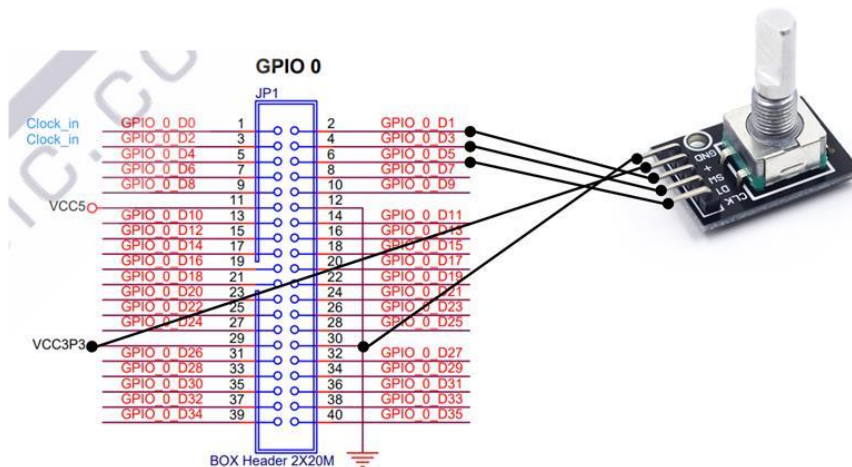 GPIO 0
JP1
Clock_in GPIO_0_D0 1 2 GPIO_0_D1
Clock_in GPIO_0_D2 3 4 GPIO_0_D3
GPIO_0_D4 5 6 GPIO_0_D5
GPIO_0_D6 7 8 GPIO_0_D7
GPIO_0_D8 9 10 GPIO_0_D9
VCC5 11 12
GPIO_0_D10 13 14 GPIO_0_D11
GPIO_0_D12 15 16 GPIO_0_D13
GPIO_0_D14 17 18 GPIO_0_D15
GPIO_0_D16 19 20 GPIO_0_D17
GPIO_0_D18 21 22 GPIO_0_D19
GPIO_0_D20 23 24 GPIO_0_D21
GPIO_0_D22 25 26 GPIO_0_D23
GPIO_0_D24 27 28 GPIO_0_D25
VCC3P3 29 30
GPIO_0_D26 31 32 GPIO_0_D27
GPIO_0_D28 33 34 GPIO_0_D29
GPIO_0_D30 35 36 GPIO_0_D31
GPIO_0_D32 37 38 GPIO_0_D33
GPIO_0_D34 39 40 GPIO_0_D35
BOX Header 2X20M
GND
+
SW
DT
CLK